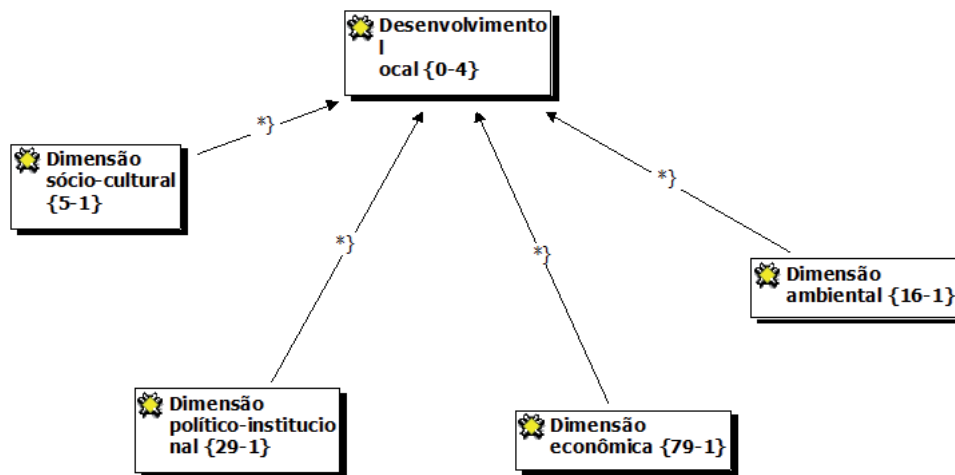 Desenvolvimento
l
ocal {0-4}
*}
Dimensão
sócio-cultural
{5-1}
*}
*}
*}
Dimensão
ambiental {16-1}
Dimensão
político-institucio
nal {29-1}
Dimensão
econômica {79-1}